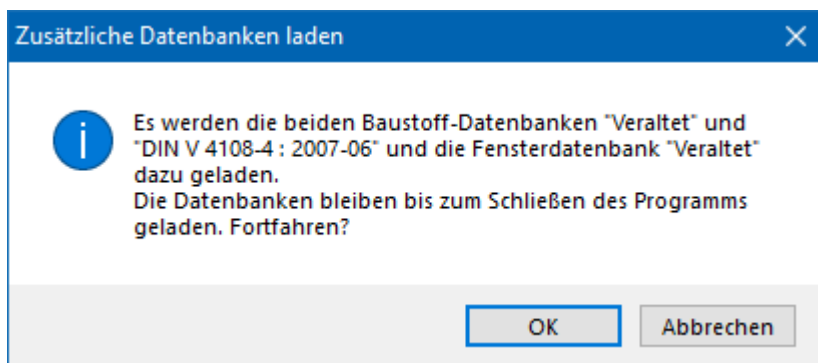 Zusätzliche Datenbanken laden
Es werden die beiden Baustoff-Datenbanken "Veraltet" und
"DIN V 4108-4 : 2007-06" und die Fensterdatenbank "Veraltet"
dazu geladen.
Die Datenbanken bleiben bis zum Schließen des Programms
geladen. Fortfahren?
OK
Abbrechen